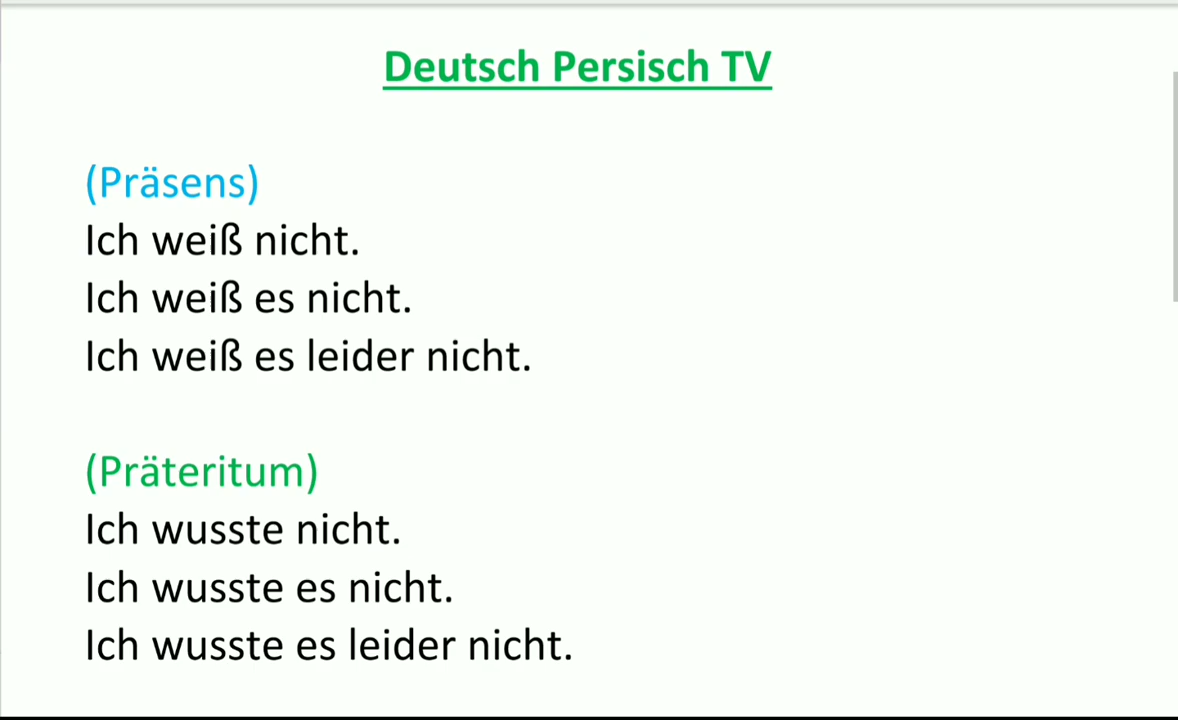 Deutsch Persisch TV
(Präsens)
Ich weiß nicht.
Ich weiß es nicht.
Ich weiß es leider nicht.
(Präteritum)
Ich wusste nicht.
Ich wusste es nicht.
Ich wusste es leider nicht.